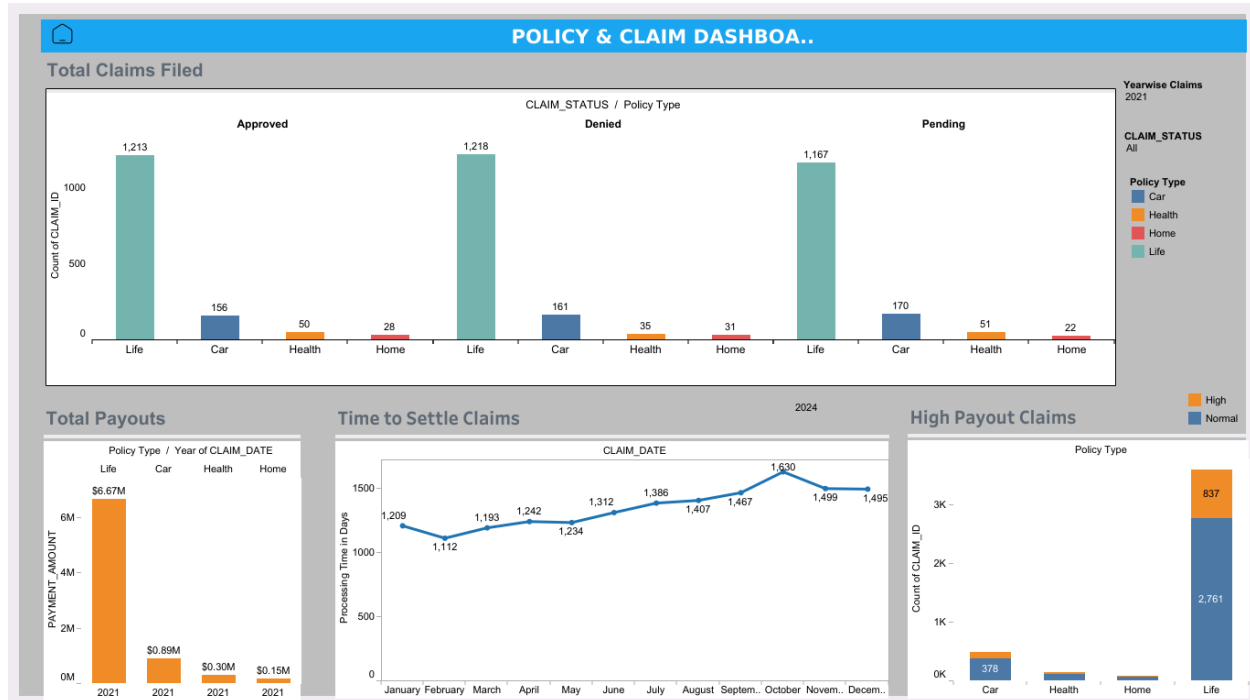 POLICY & CLAIM DASHBOA..
Total Claims Filed
CLAIM_STATUS / Policy Type
Approved Denied Pending
Count of CLAIM_ID
1000
500
0
1,213 156 50 28 1,218 161 35 31 1,167 170 51 22
Life Car Health Home Life Car Health Home Life Car Health Home
Yearwise Claims
2021
CLAIM_STATUS
All
Policy Type
Car
Health
Home
Life
Total Payouts
Policy Type / Year of CLAIM_DATE
Life Car Health Home
PAYMENT_AMOUNT
6M
4M
2M
0M
$6.67M $0.89M $0.30M $0.15M
2021 2021 2021 2021
Time to Settle Claims
2024
CLAIM_DATE
Processing Time in Days
1500
1000
500
0
1,209 1,112 1,193 1,242 1,234 1,312 1,386 1,407 1,467 1,630 1,499 1,495
January February March April May June July August Septem.. October Novem.. Decem..
High Payout Claims
High
Normal
Policy Type
Count of CLAIM_ID
3K
2K
1K
0K
837
2,761
378
Car Health Home Life